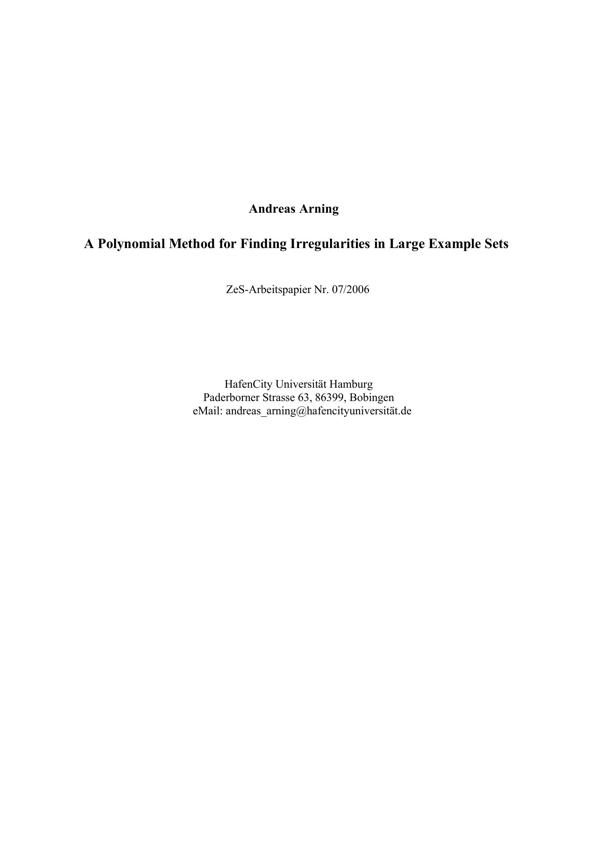 Andreas Arning
A Polynomial Method for Finding Irregularities in Large Example Sets
ZeS-Arbeitspapier Nr. 07/2006
HafenCity Universität Hamburg
Paderborner Strasse 63, 86399, Bobingen
eMail: andreas_arning@hafencityuniversität.de